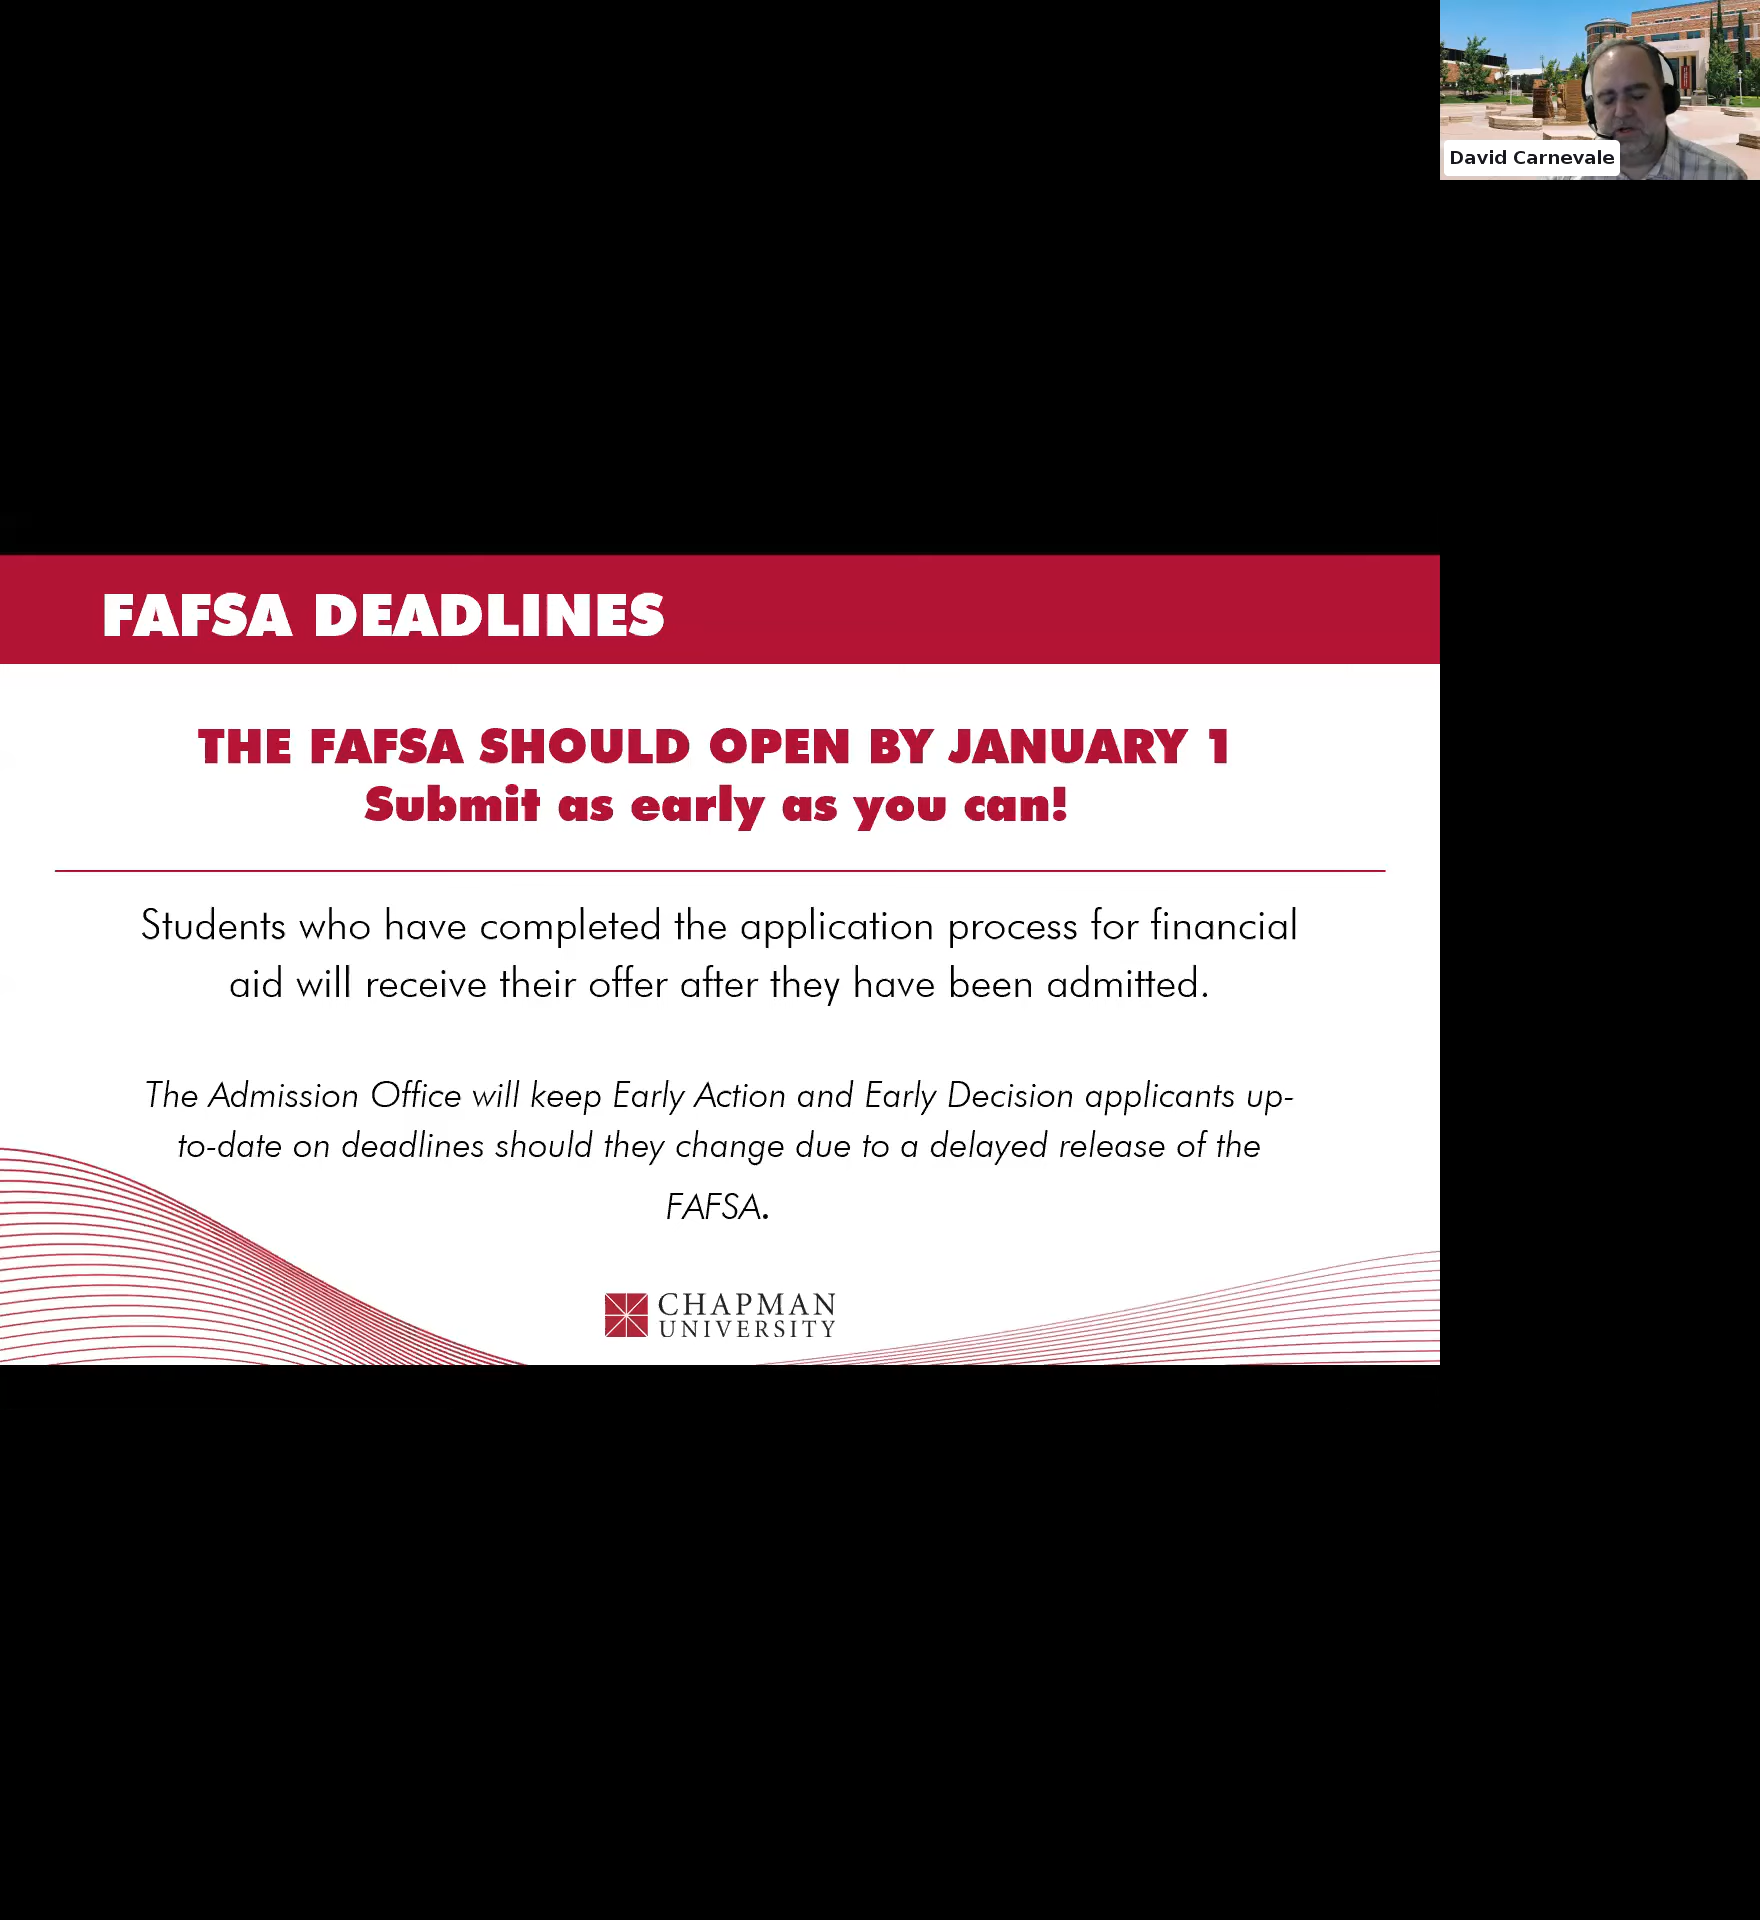 David Carnevale
FAFSA DEADLINES
THE FAFSA SHOULD OPEN BY JANUARY 1
Submit as early as you can!
Students who have completed the application process for financial
aid will receive their offer after they have been admitted.
The Admission Office will keep Early Action and Early Decision applicants up-
to-date on deadlines should they change due to a delayed release of the
FAFSA.
CHAPMAN
UNIVERSITY